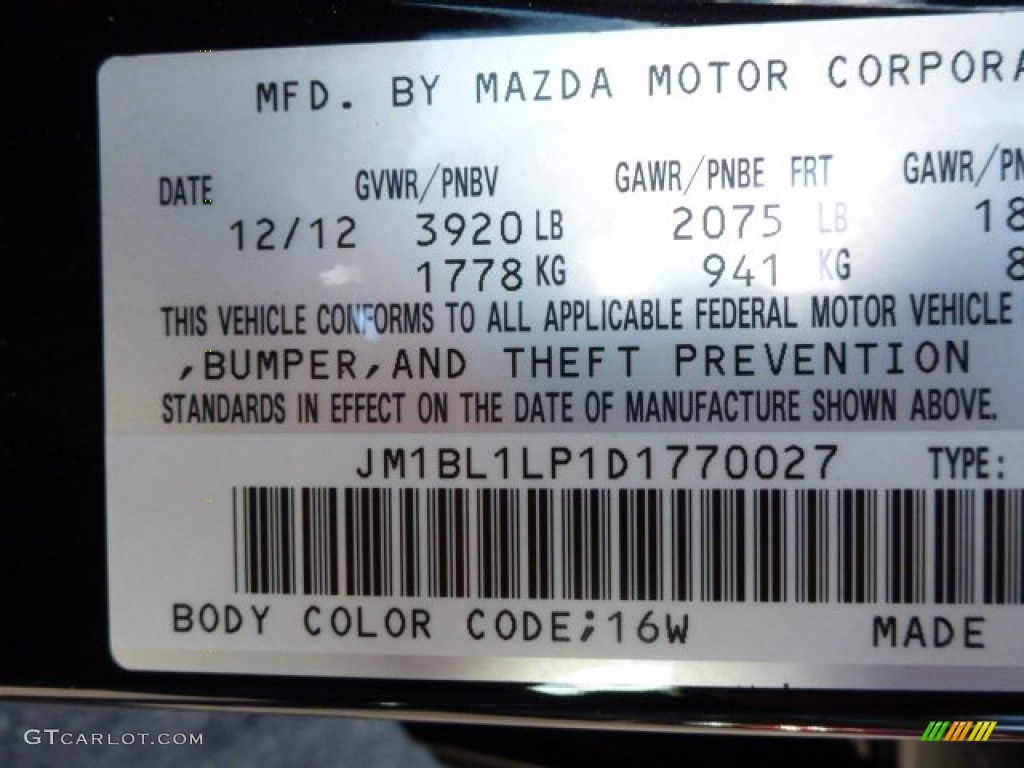 MFD. BY MAZDA MOTOR CORPORA
DATE GVWR/PNBV GAWR/PNBE FRT GAWR/PN
12/12 3920 LB 2075 LB 18
1778 KG 941 KG 8
THIS VEHICLE CONFORMS TO ALL APPLICABLE FEDERAL MOTOR VEHICLE
,BUMPER,AND THEFT PREVENTION
STANDARDS IN EFFECT ON THE DATE OF MANUFACTURE SHOWN ABOVE.
JM1BL1LP1D1770027 TYPE:
BODY COLOR CODE;16W MADE
GTCARLOT.COM